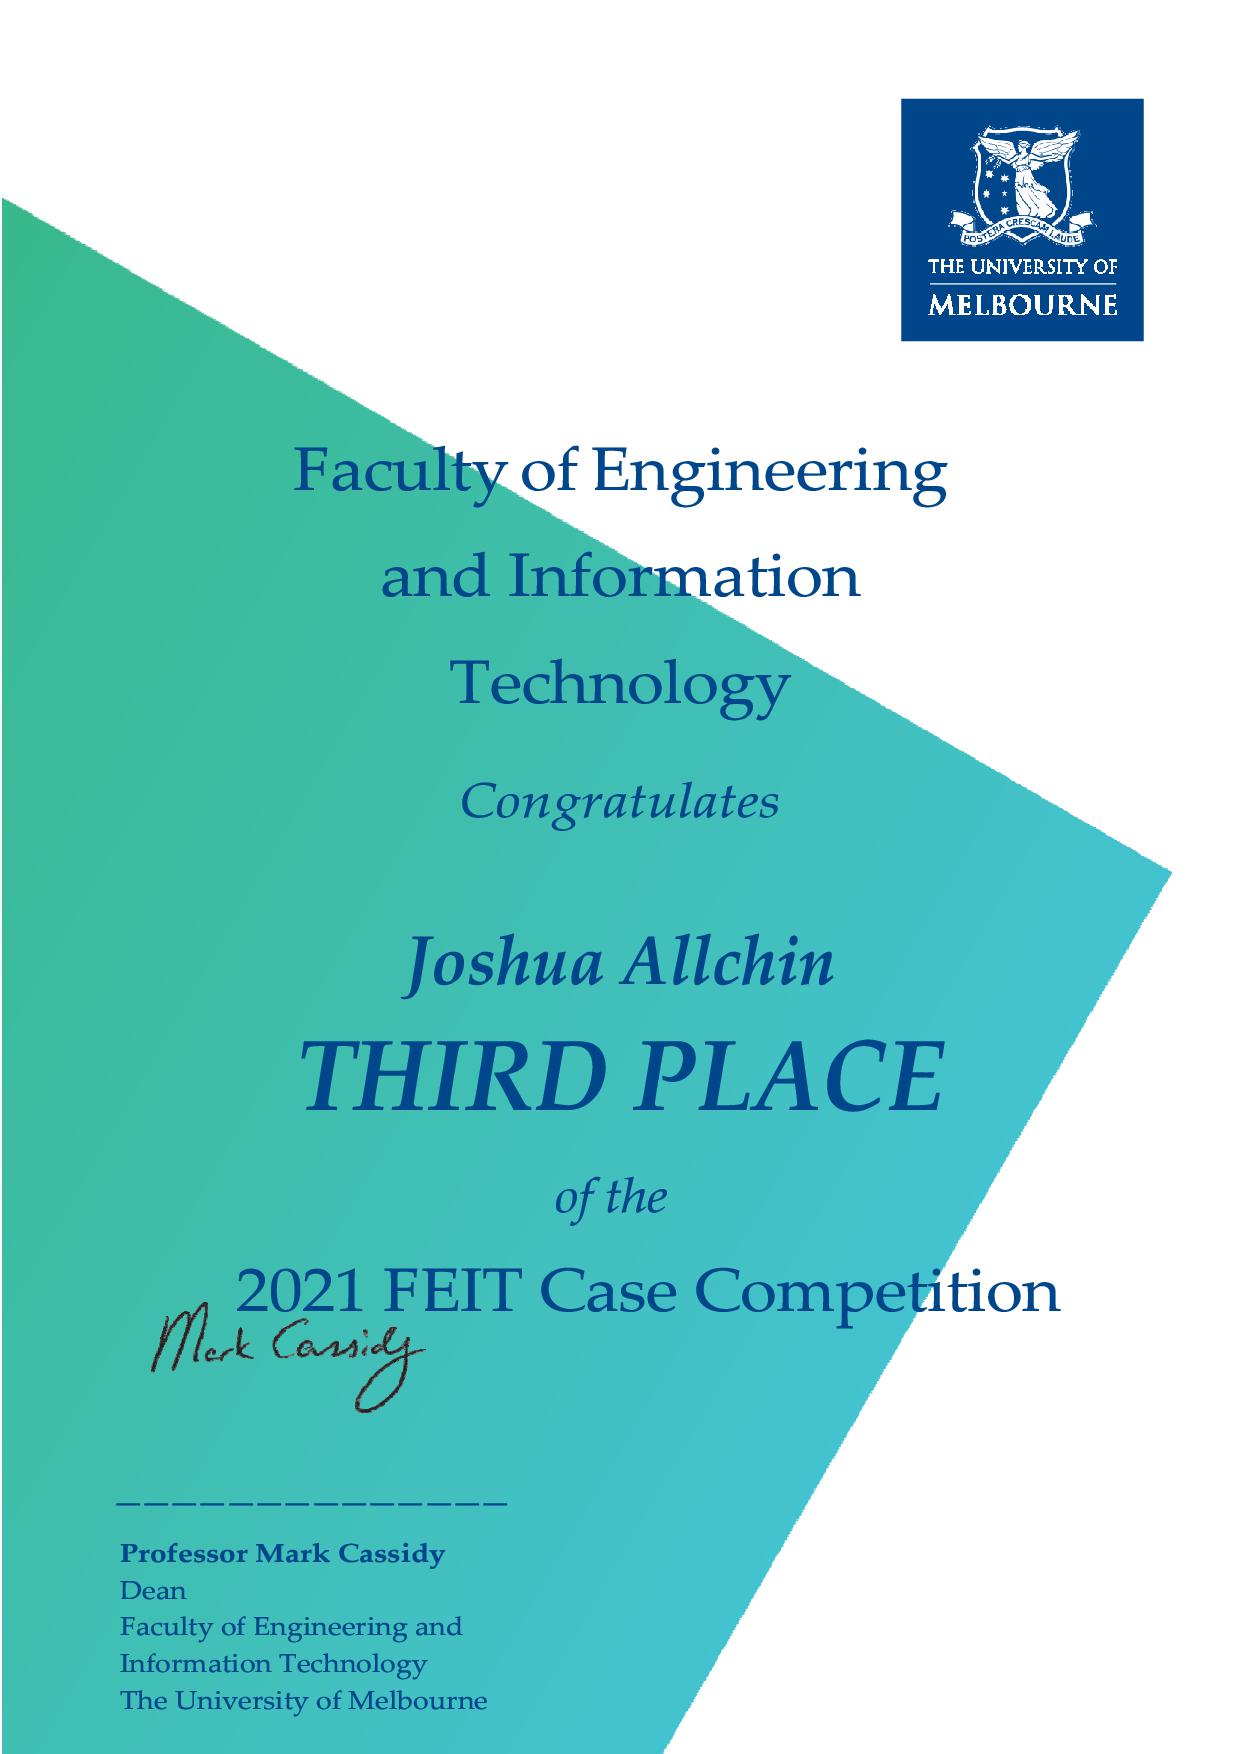 POSTERA CRESCAM LAUDE
THE UNIVERSITY OF
MELBOURNE
Faculty of Engineering
and Information
Technology
Congratulates
Joshua Allchin
THIRD PLACE
of the
2021 FEIT Case Competition
Mark Cassidy
Professor Mark Cassidy
Dean
Faculty of Engineering and
Information Technology
The University of Melbourne